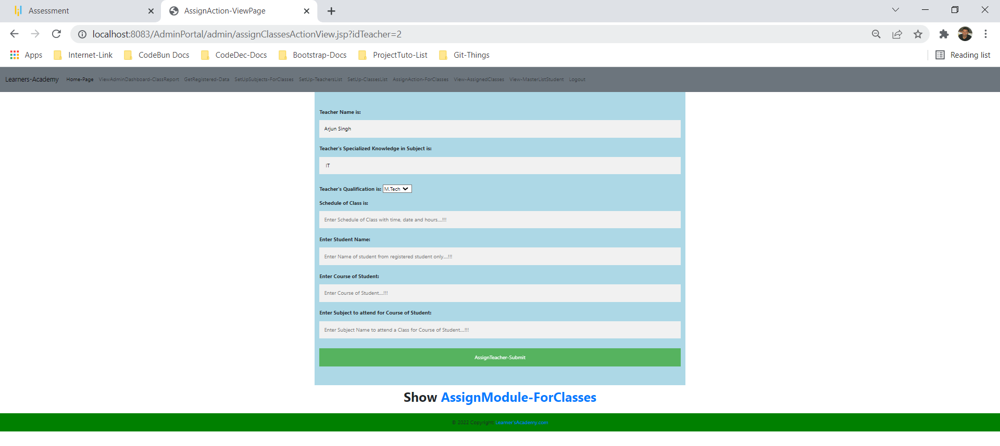 Assessment
AssignAction-ViewPage
localhost:8083/AdminPortal/admin/assignClassesActionView.jsp?idTeacher=2
Apps Internet-Link CodeBun Docs CodeDec-Docs Bootstrap-Docs ProjectTuto-List Git-Things Reading list
Learners-Academy Home-Page ViewAdminDashboard-ClassReport GetRegistered-Data SetUpSubjects-ForClasses SetUp-TeachersList SetUp-ClassesList AssignAction-ForClasses View-AssignedClasses View-MasterListStudent Logout
Teacher Name is:
Arjun Singh
Teacher's Specialized Knowledge in Subject is:
IT
Teacher's Qualification is: M.Tech
Schedule of Class is:
Enter Schedule of Class with time, date and hours....!!!
Enter Student Name:
Enter Name of student from registered student only....!!!
Enter Course of Student:
Enter Course of Student....!!!
Enter Subject to attend for Course of Student:
Enter Subject Name to attend a Class for Course of Student....!!!
AssignTeacher-Submit
Show AssignModule-ForClasses
© 2022 Copyright: Learner'sAcademy.com